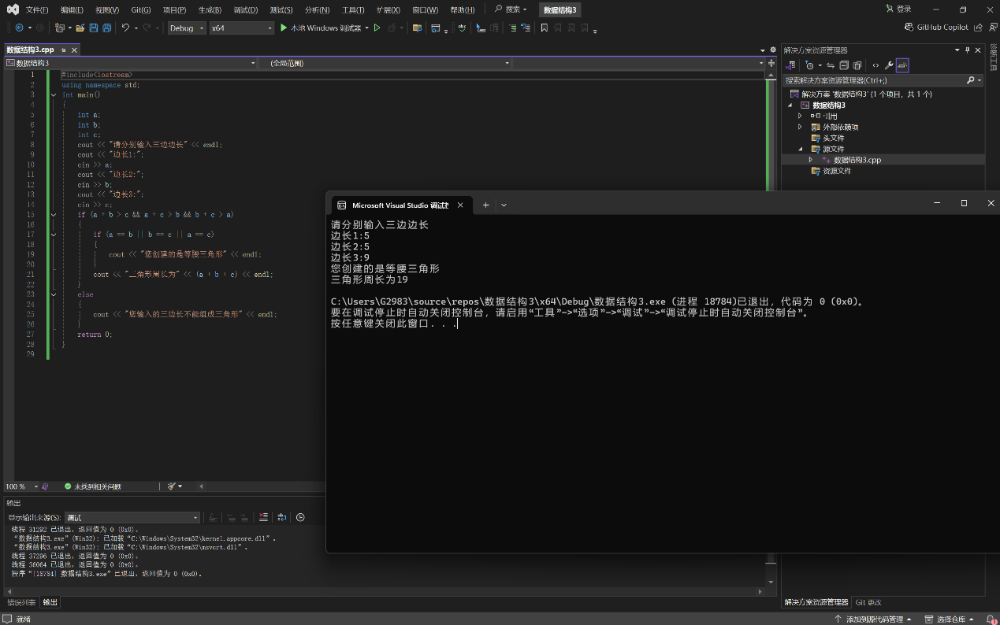 文件(F) 编辑(E) 视图(V) Git(G) 项目(P) 生成(B) 调试(D) 测试(S) 分析(N) 工具(T) 扩展(X) 窗口(W) 帮助(H) 搜索 数据结构3 登录
Debug x64 本地 Windows 调试器 GitHub Copilot
数据结构3.cpp
数据结构3 (全局范围)
1 #include<iostream>
2 using namespace std;
3 int main()
4 {
5 int a;
6 int b;
7 int c;
8 cout << "请分别输入三边边长" << endl;
9 cout << "边长1:";
10 cin >> a;
11 cout << "边长2:";
12 cin >> b;
13 cout << "边长3:";
14 cin >> c;
15 if (a + b > c && a + c > b && b + c > a)
16 {
17 if (a == b || b == c || a == c)
18 {
19 cout << "您创建的是等腰三角形" << endl;
20 }
21 cout << "三角形周长为" << (a + b + c) << endl;
22 }
23 else
24 {
25 cout << "您输入的三边长不能组成三角形" << endl;
26 }
27 return 0;
28 }
29
Microsoft Visual Studio 调试
请分别输入三边边长
边长1:5
边长2:5
边长3:9
您创建的是等腰三角形
三角形周长为19
C:\Users\G2983\source\repos\数据结构3\x64\Debug\数据结构3.exe (进程 18784)已退出，代码为 0 (0x0)。
要在调试停止时自动关闭控制台，请启用“工具”->“选项”->“调试”->“调试停止时自动关闭控制台”。
按任意键关闭此窗口. . .
解决方案资源管理器
搜索解决方案资源管理器(Ctrl+;)
解决方案 '数据结构3' (1 个项目，共 1 个)
数据结构3
引用
外部依赖项
头文件
源文件
数据结构3.cpp
资源文件
诊断工具
100 % 未找到相关问题
输出
显示输出来源(S): 调试
线程 31292 已退出，返回值为 0 (0x0)。
“数据结构3.exe”(Win32): 已加载“C:\Windows\System32\kernel.appcore.dll”。
“数据结构3.exe”(Win32): 已加载“C:\Windows\System32\msvcrt.dll”。
线程 37296 已退出，返回值为 0 (0x0)。
线程 36064 已退出，返回值为 0 (0x0)。
程序“[18784] 数据结构3.exe”已退出，返回值为 0 (0x0)。
错误列表 输出
解决方案资源管理器 Git 更改
就绪 添加到源代码管理 选择仓库 1